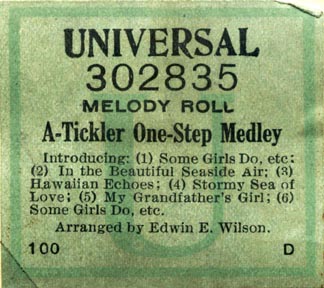 UNIVERSAL
302835
MELODY ROLL
A-Tickler One-Step Medley
Introducing: (1) Some Girls Do, etc:
(2) In the Beautiful Seaside Air; (3)
Hawaiian Echoes; (4) Stormy Sea of
Love; (5) My Grandfather's Girl; (6)
Some Girls Do, etc.
Arranged by Edwin E. Wilson.
100 D